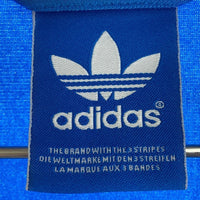 adidas®
THE BRAND WITH THE 3 STRIPES
DIE WELTMARKE MIT DEN 3 STREIFEN
LA MARQUE AUX 3 BANDES